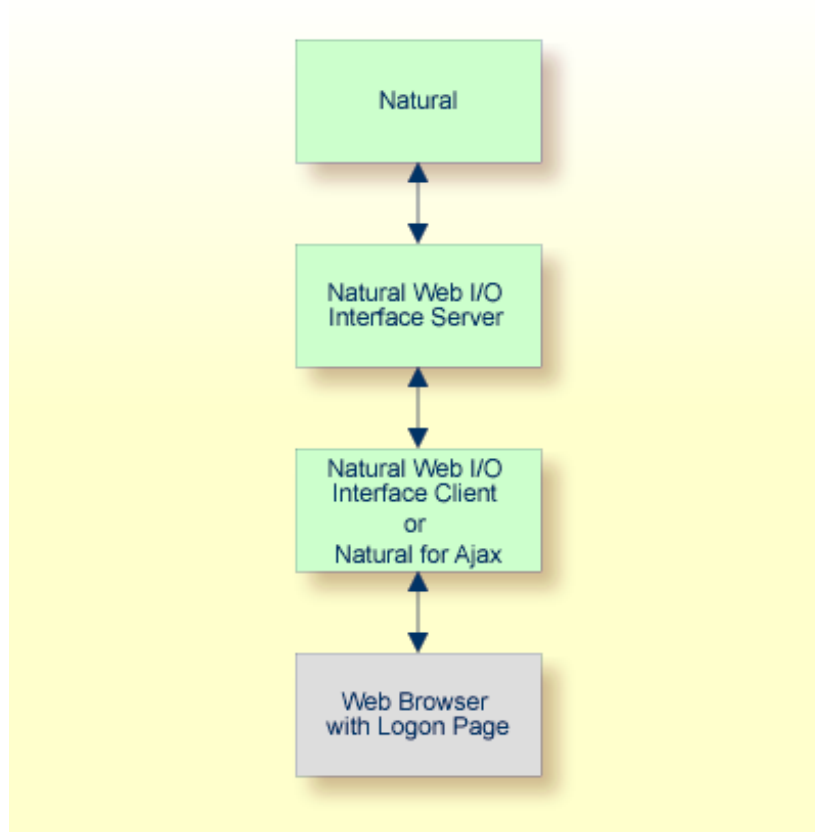 Natural
Natural Web I/O
Interface Server
Natural Web I/O
Interface Client
or
Natural for Ajax
Web Browser
with Logon Page